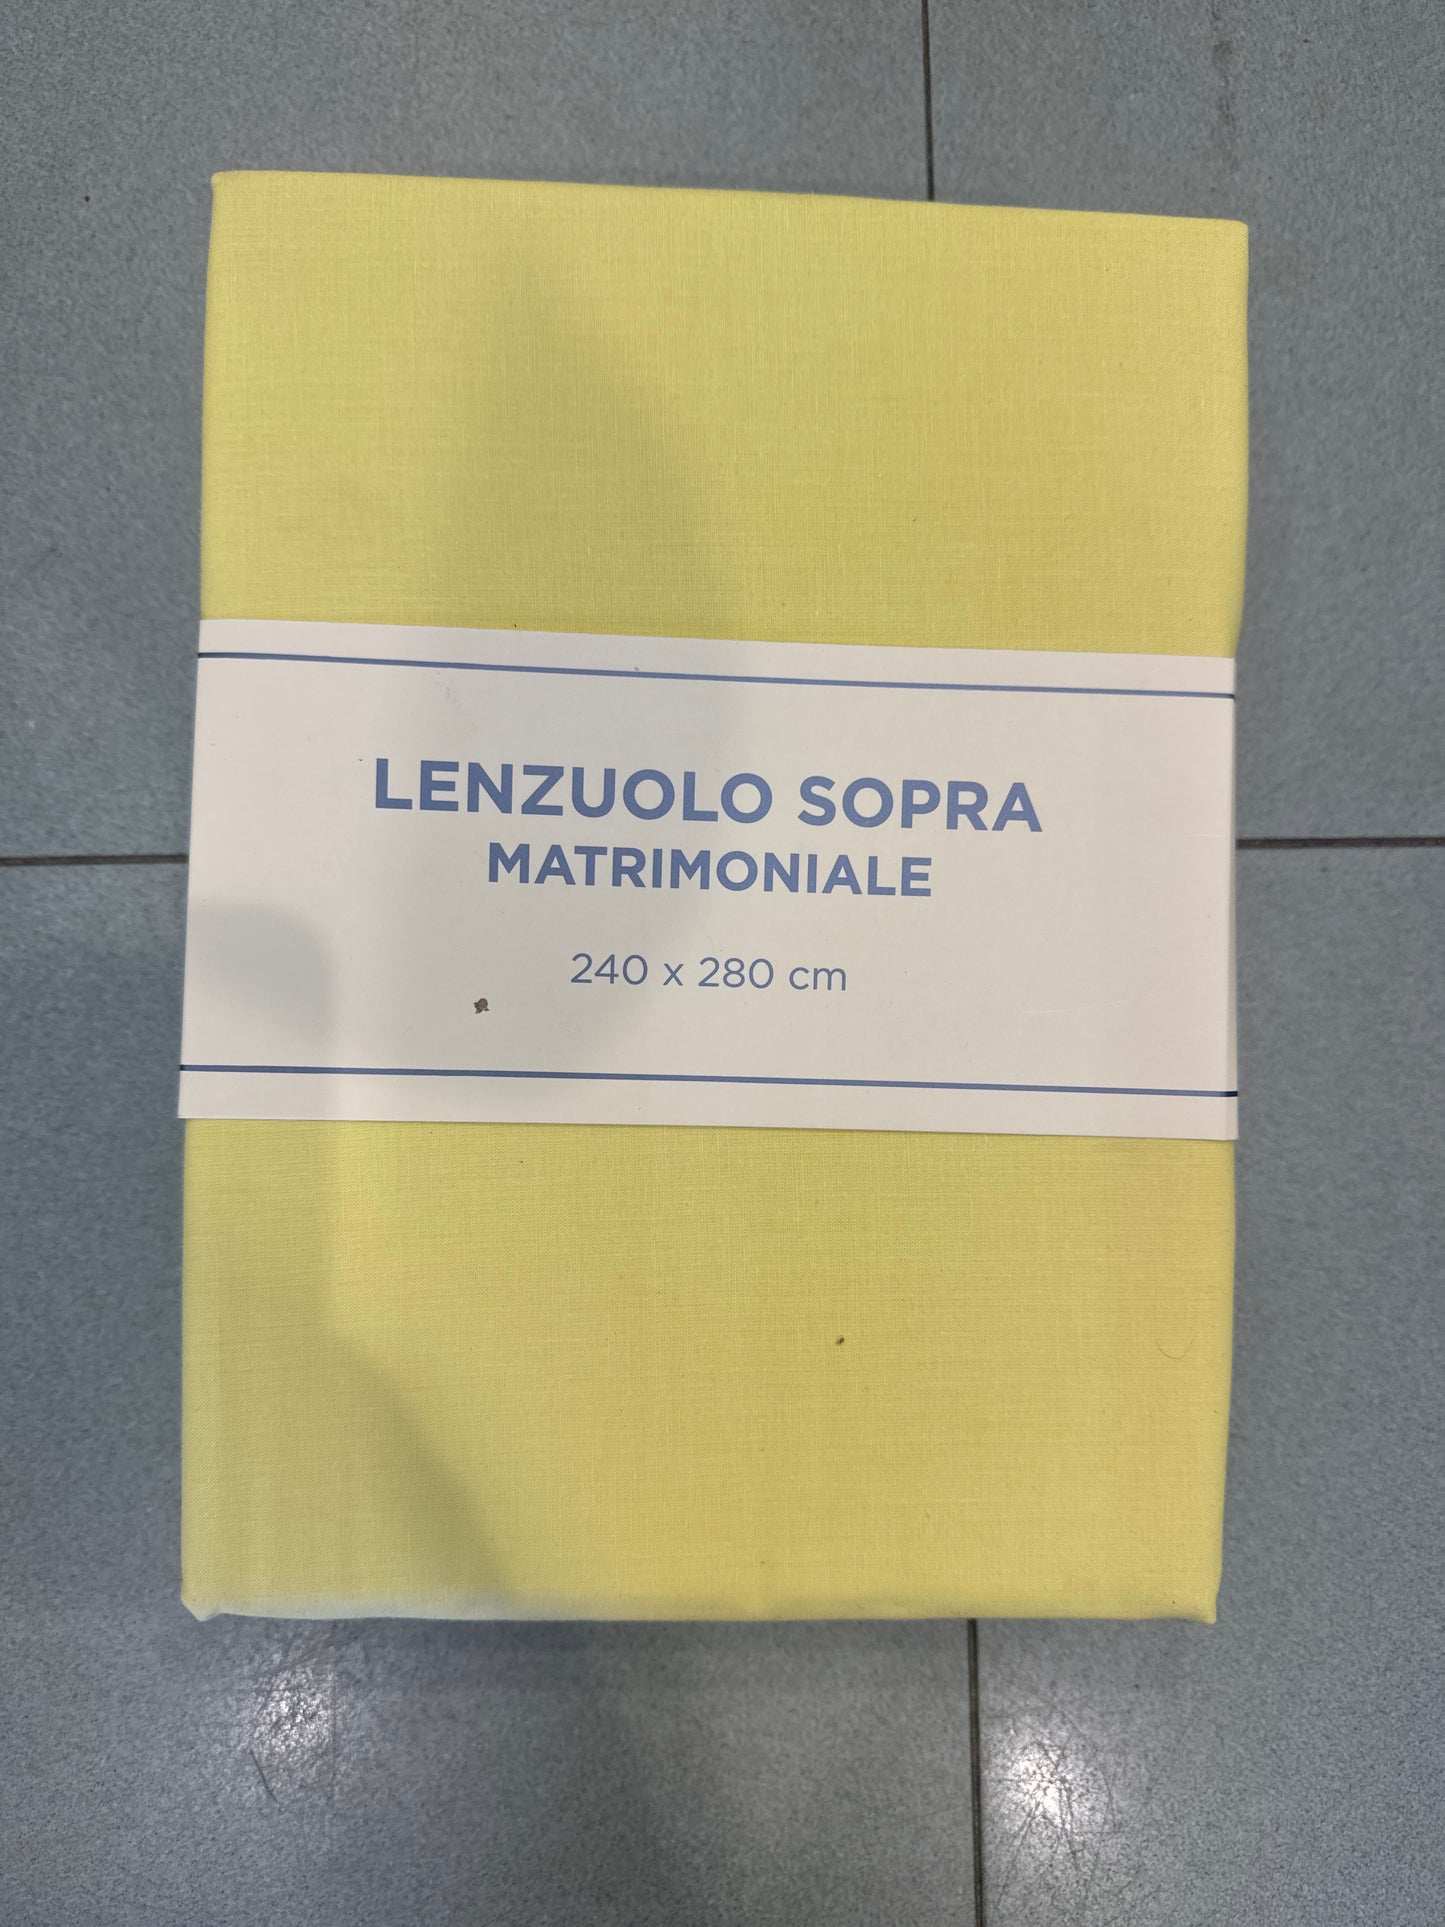 LENZUOLO SOPRA
MATRIMONIALE
240 x 280 cm